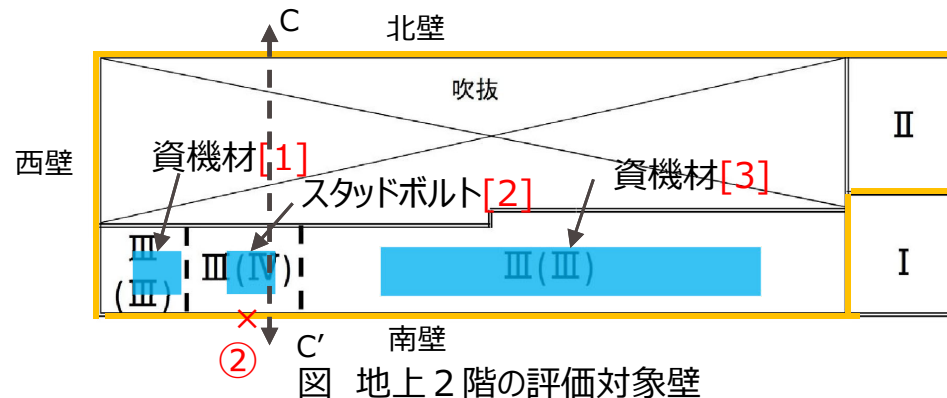 C
北壁
吹抜
Ⅱ
西壁
資機材[1]
スタッドボルト[2]
資機材[3]
Ⅲ
(Ⅲ)
Ⅲ(Ⅳ)
Ⅲ(Ⅲ)
Ⅰ
×
②
C′
南壁
図 地上2階の評価対象壁